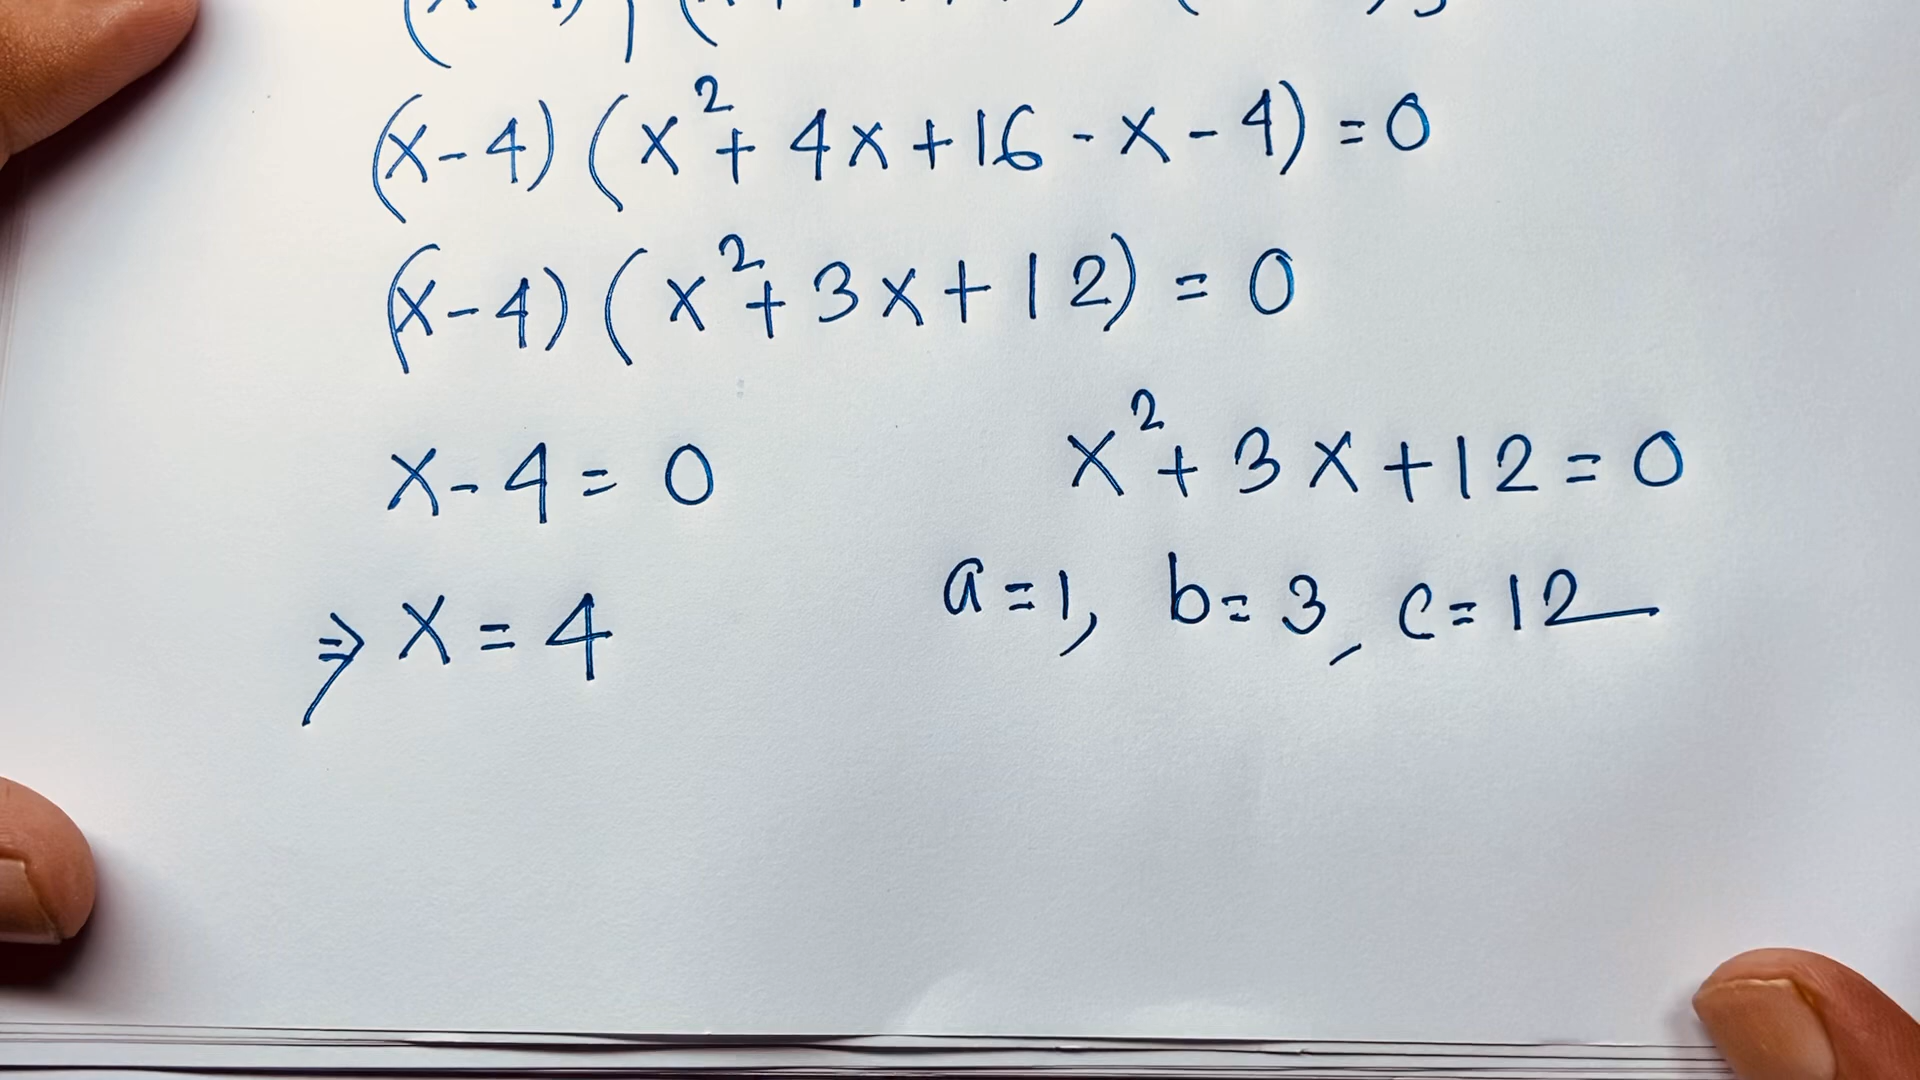 (x-4)(x²+4x+16-x-4)=0
(x-4)(x²+3x+12)=0
x-4=0
x²+3x+12=0
⇒ x=4
a=1, b=3, c=12